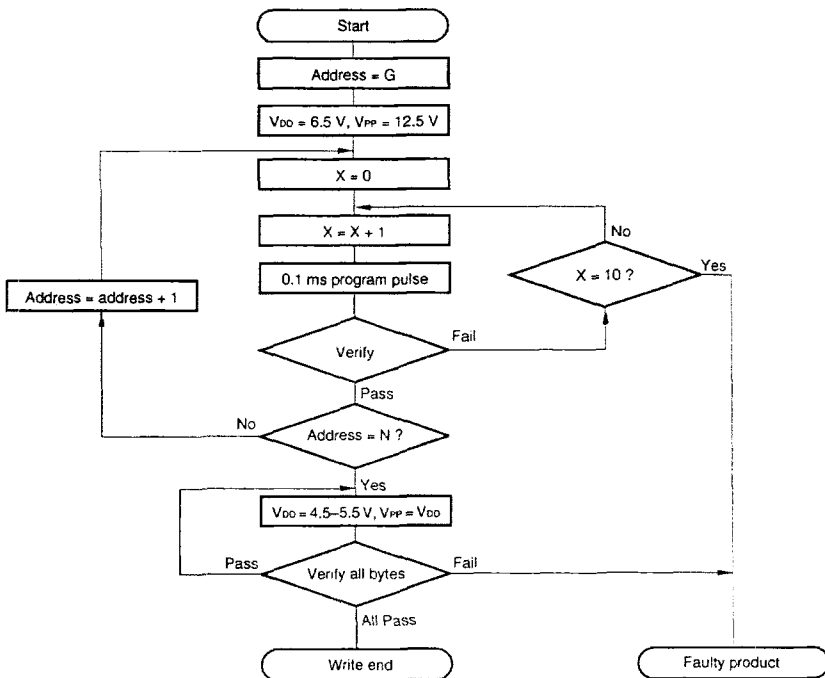 Start
Address = G
VDD = 6.5 V, VPP = 12.5 V
X = 0
X = X + 1
0.1 ms program pulse
Address = address + 1
No
X = 10 ?
Yes
Verify
Fail
Pass
No
Address = N ?
Yes
VDD = 4.5–5.5 V, VPP = VDD
Pass
Verify all bytes
Fail
All Pass
Write end
Faulty product